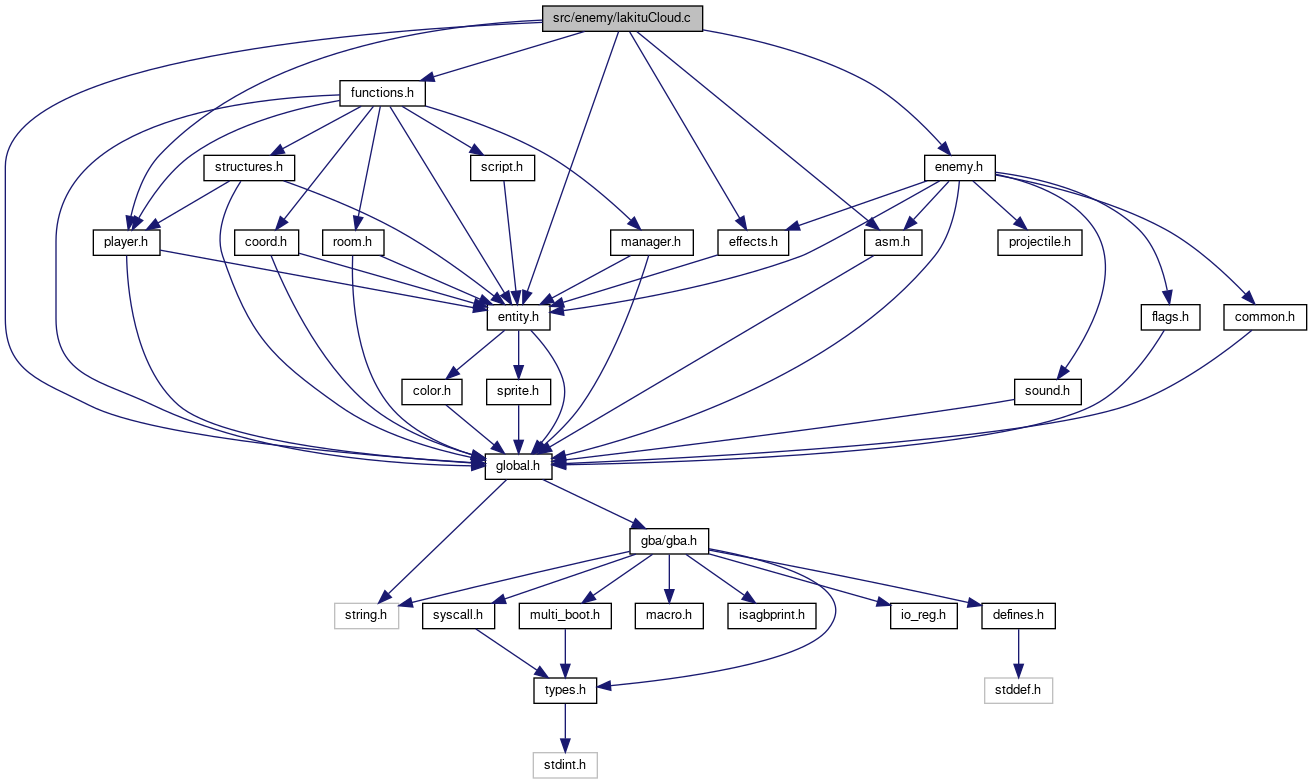 src/enemy/lakituCloud.c
functions.h
structures.h
script.h
enemy.h
player.h
coord.h
room.h
manager.h
effects.h
asm.h
projectile.h
entity.h
flags.h
common.h
color.h
sprite.h
sound.h
global.h
gba/gba.h
string.h
syscall.h
multi_boot.h
macro.h
isagbprint.h
io_reg.h
defines.h
types.h
stddef.h
stdint.h